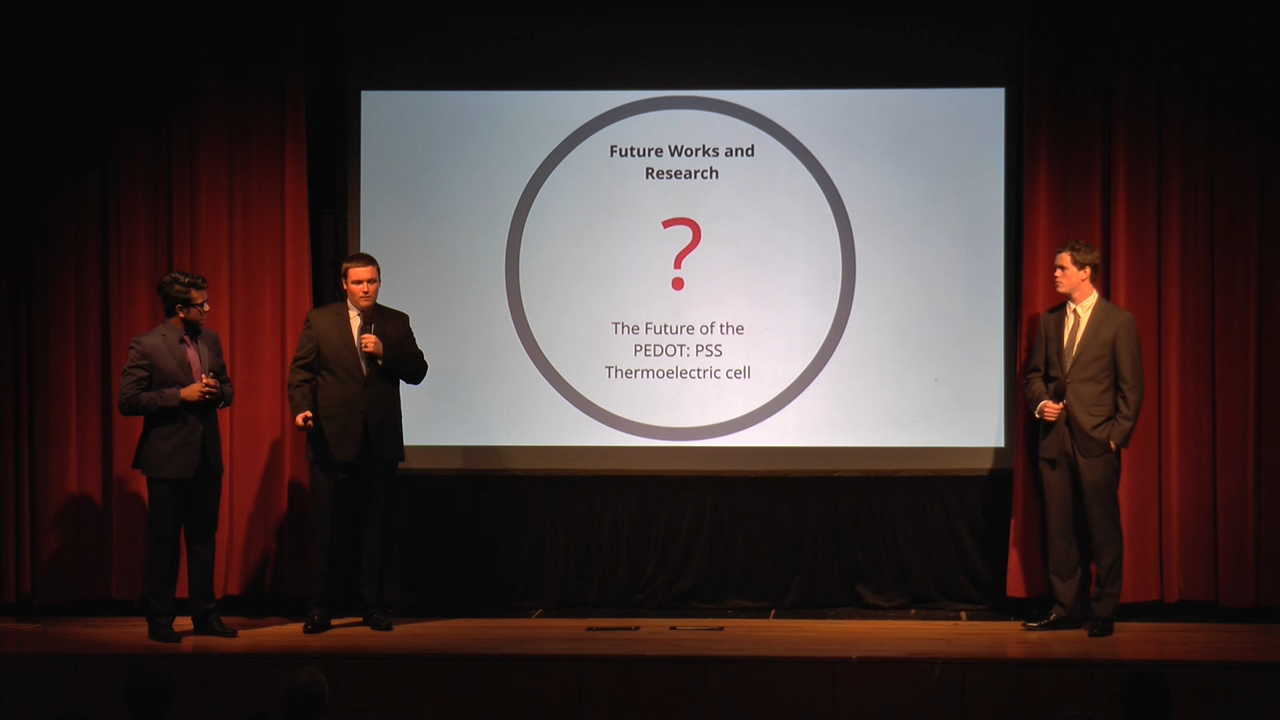 Future Works and
Research
?
The Future of the
PEDOT: PSS
Thermoelectric cell